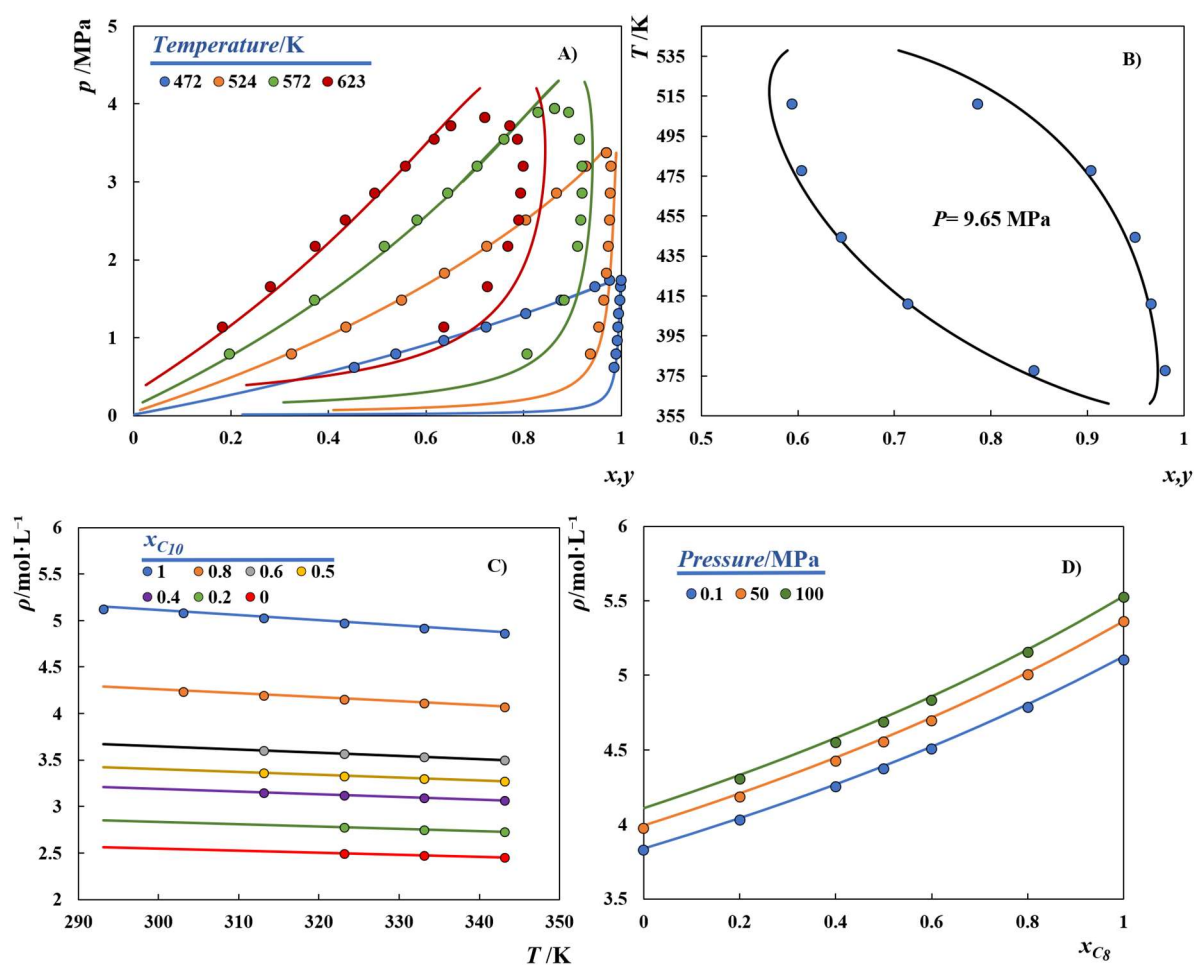 A)
p /MPa
Temperature/K
472 524 572 623
5
4
3
2
1
0
0 0.2 0.4 0.6 0.8 1
x,y
B)
T /K
535
515
495
475
455
435
415
395
375
355
P= 9.65 MPa
0.5 0.6 0.7 0.8 0.9 1
x,y
C)
ρ/mol·L⁻¹
x_{C10}
1 0.8 0.6 0.5
0.4 0.2 0
6
5.5
5
4.5
4
3.5
3
2.5
2
290 300 310 320 330 340 350
T /K
D)
ρ/mol·L⁻¹
Pressure/MPa
0.1 50 100
6
5.5
5
4.5
4
3.5
0 0.2 0.4 0.6 0.8 1
x_{C8}